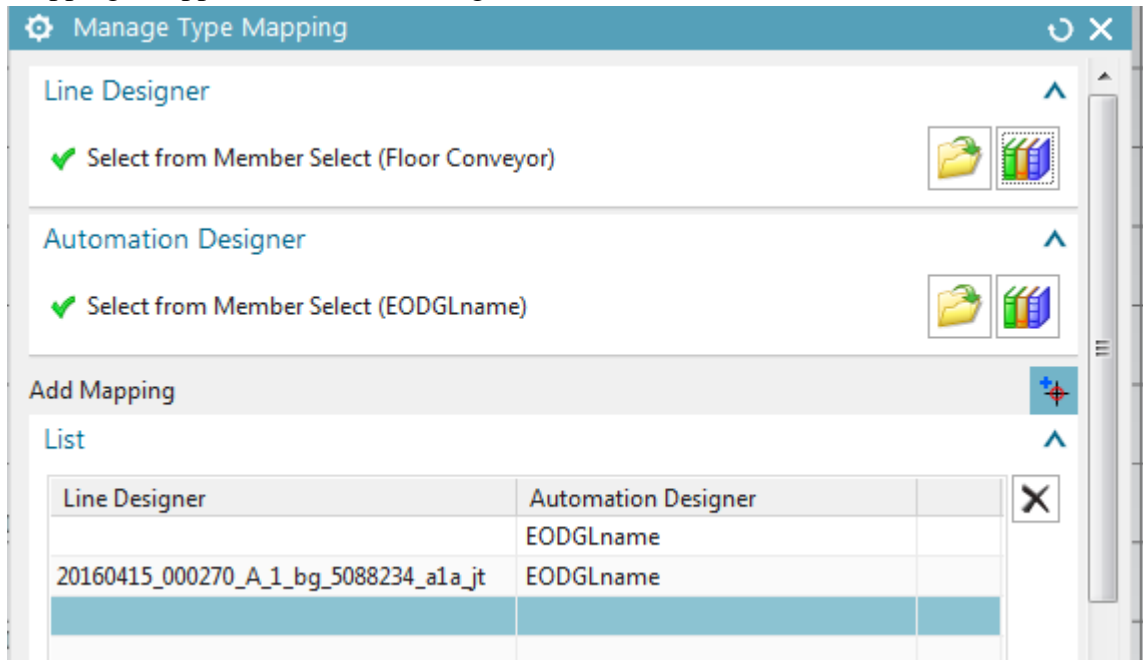 Manage Type Mapping
Line Designer
Select from Member Select (Floor Conveyor)
Automation Designer
Select from Member Select (EODGLname)
Add Mapping
List
Line Designer Automation Designer
EODGLname
20160415_000270_A_1_bg_5088234_a1a_jt EODGLname